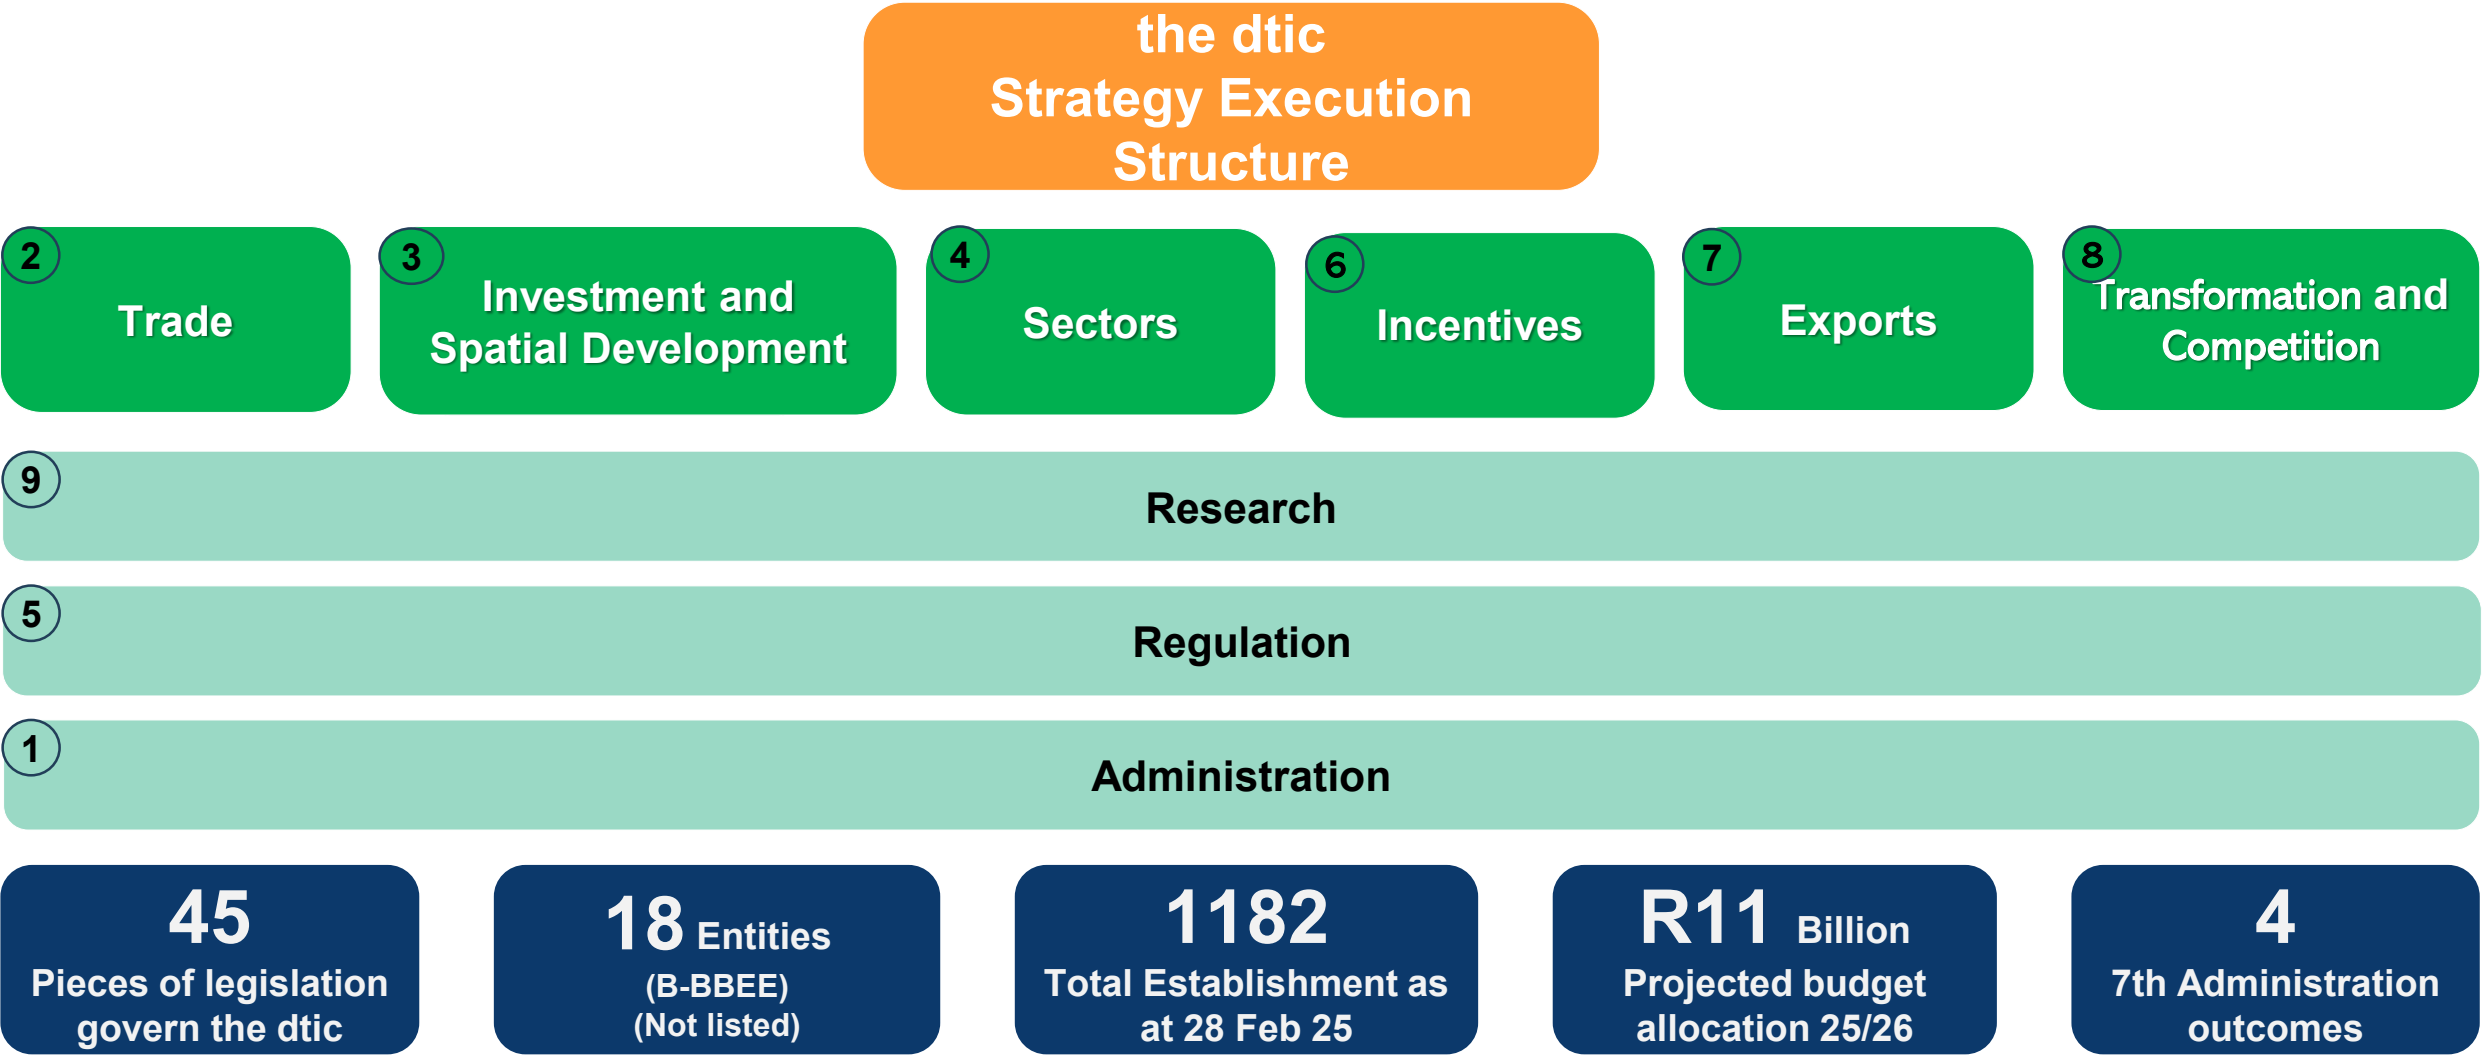 the dtic
Strategy Execution
Structure
2
Trade
3
Investment and
Spatial Development
4
Sectors
6
Incentives
7
Exports
8
Transformation and
Competition
9
Research
5
Regulation
1
Administration
45
Pieces of legislation
govern the dtic
18 Entities
(B-BBEE)
(Not listed)
1182
Total Establishment as
at 28 Feb 25
R11 Billion
Projected budget
allocation 25/26
4
7th Administration
outcomes